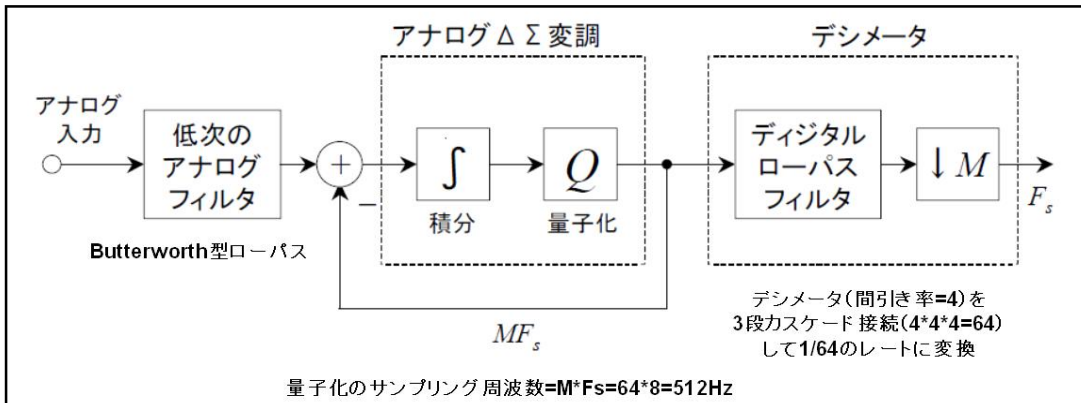 アナログΔΣ変調
デシメータ
アナログ
入力
低次の
アナログ
フィルタ
+
−
∫
積分
Q
量子化
ディジタル
ローパス
フィルタ
↓M
F_s
Butterworth型ローパス
MF_s
デシメータ(間引き率=4)を
3段カスケード接続(4*4*4=64)
して1/64のレートに変換
量子化のサンプリング周波数=M*Fs=64*8=512Hz